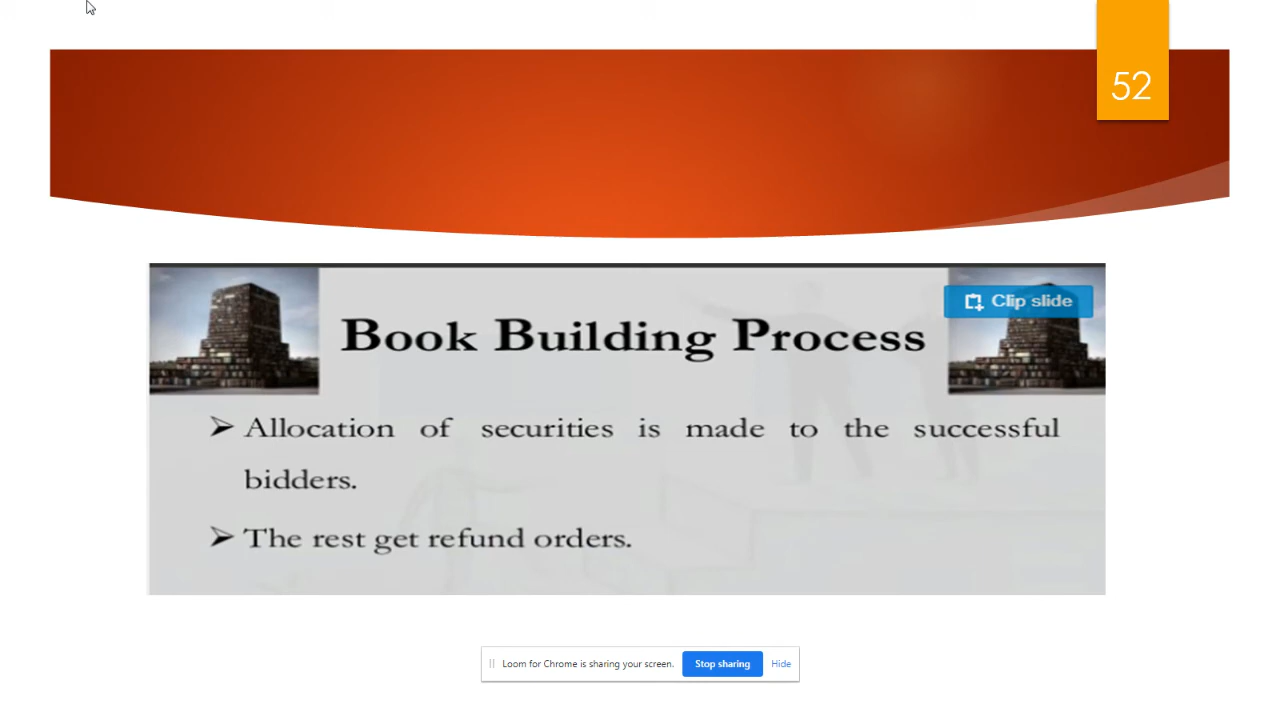 52
Clip slide
Book Building Process
➢ Allocation of securities is made to the successful
bidders.
➢ The rest get refund orders.
Loom for Chrome is sharing your screen. Stop sharing Hide